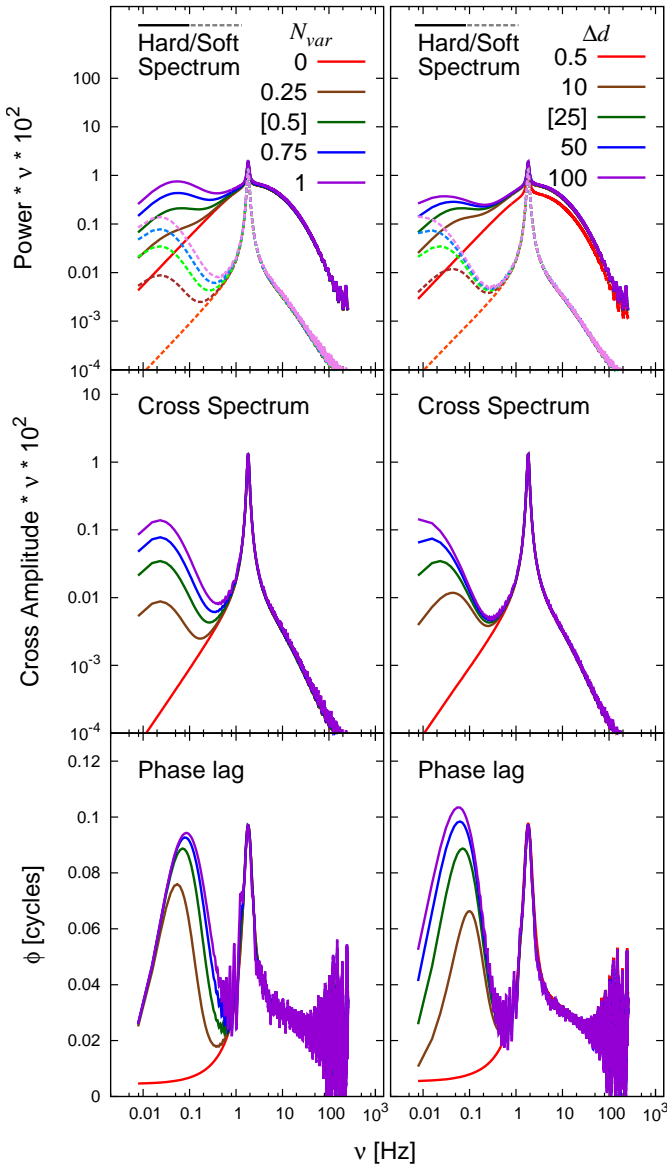 Hard/Soft
Spectrum
N_var
0
0.25
[0.5]
0.75
1
Hard/Soft
Spectrum
Δd
0.5
10
[25]
50
100
Power * ν * 10²
100
10
1
0.1
0.01
10⁻³
10⁻⁴
Cross Spectrum
Cross Spectrum
Cross Amplitude * ν * 10²
10
1
0.1
0.01
10⁻³
10⁻⁴
Phase lag
Phase lag
ϕ [cycles]
0.12
0.1
0.08
0.06
0.04
0.02
0
0.01 0.1 1 10 100 10³
0.01 0.1 1 10 100 10³
ν [Hz]